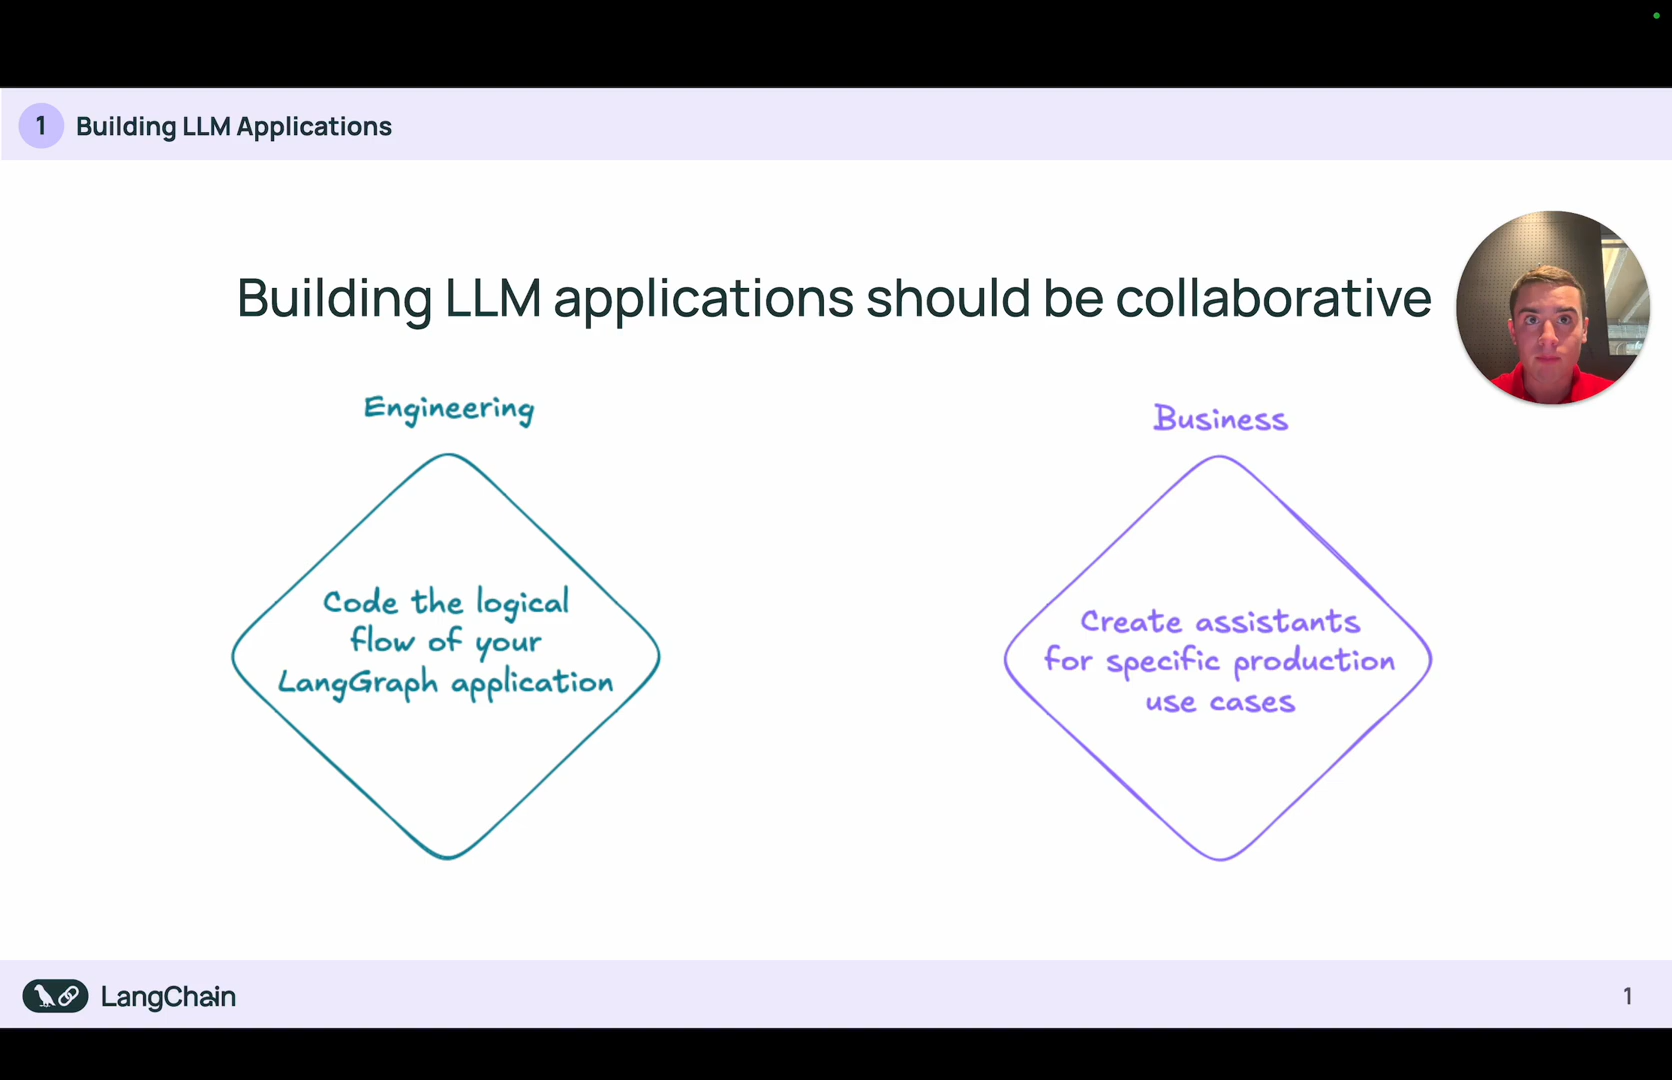 1 Building LLM Applications
Building LLM applications should be collaborative
Engineering
Code the logical
flow of your
LangGraph application
Business
Create assistants
for specific production
use cases
LangChain
1